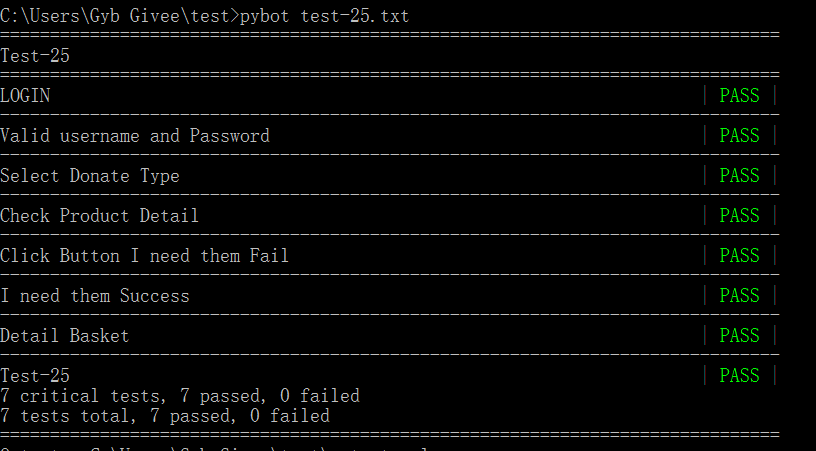 C:\Users\Gyb Givee\test>pybot test-25.txt
==============================================================================
Test-25
==============================================================================
LOGIN | PASS |
------------------------------------------------------------------------------
Valid username and Password | PASS |
------------------------------------------------------------------------------
Select Donate Type | PASS |
------------------------------------------------------------------------------
Check Product Detail | PASS |
------------------------------------------------------------------------------
Click Button I need them Fail | PASS |
------------------------------------------------------------------------------
I need them Success | PASS |
------------------------------------------------------------------------------
Detail Basket | PASS |
------------------------------------------------------------------------------
Test-25 | PASS |
7 critical tests, 7 passed, 0 failed
7 tests total, 7 passed, 0 failed
==============================================================================